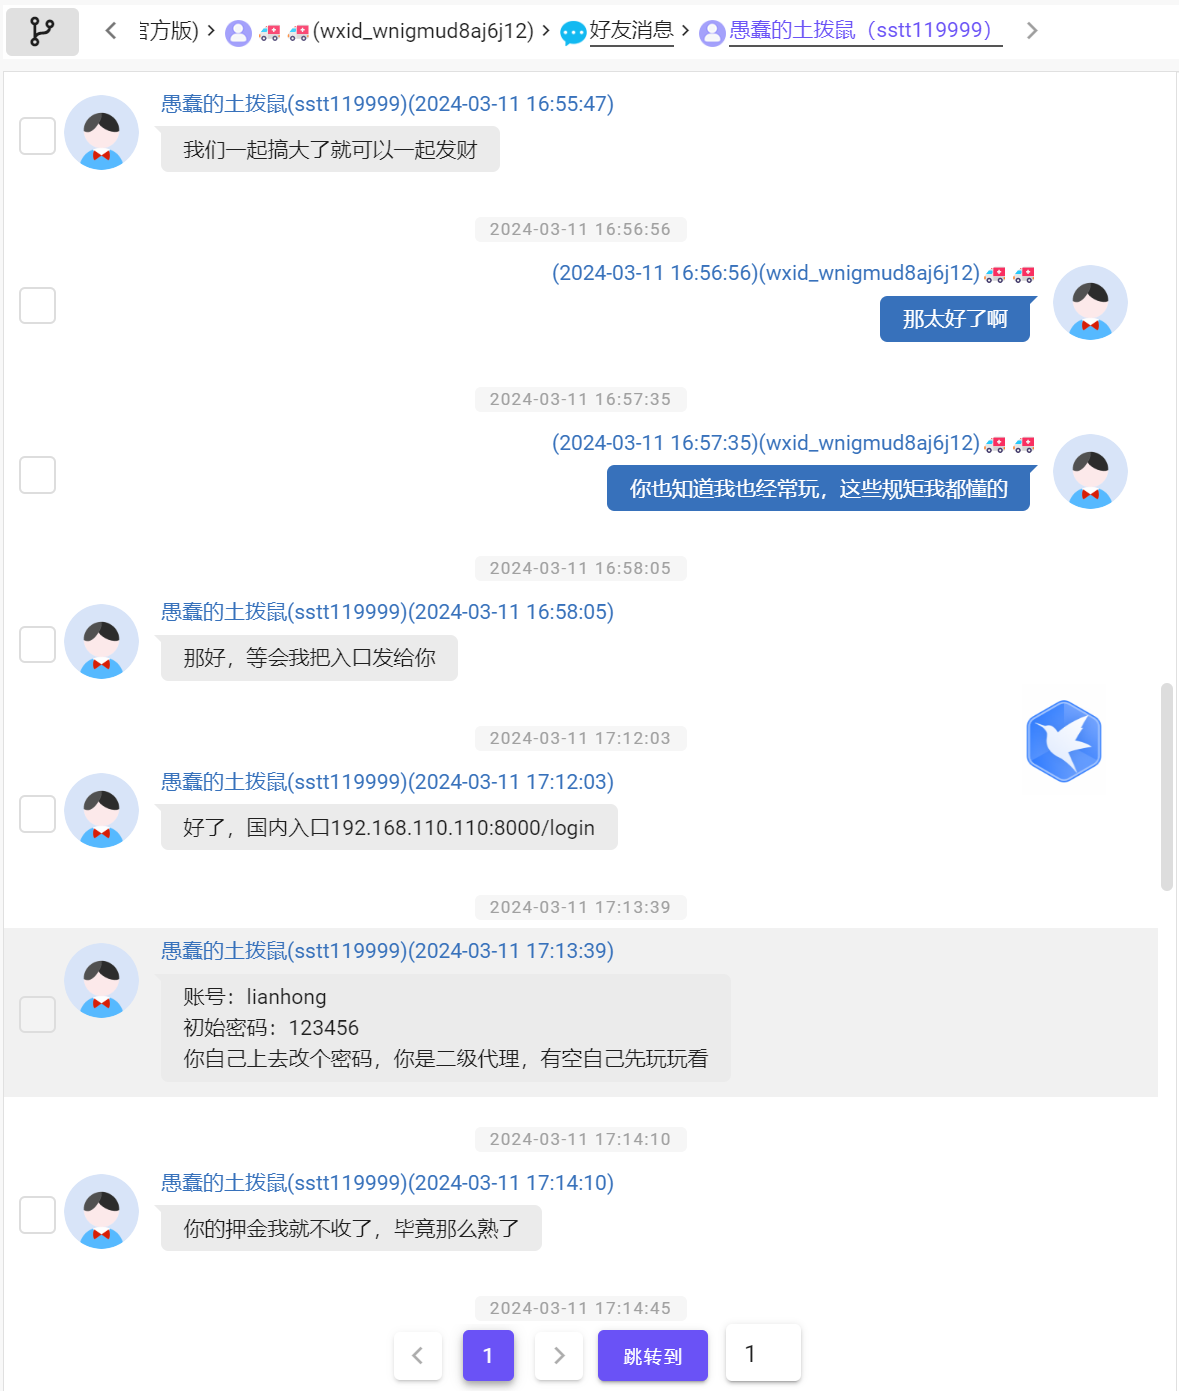 官方版) > 🚑 🚑(wxid_wnigmud8aj6j12) > 好友消息 > 愚蠢的土拨鼠（sstt119999）
愚蠢的土拨鼠(sstt119999)(2024-03-11 16:55:47)
我们一起搞大了就可以一起发财
2024-03-11 16:56:56
(2024-03-11 16:56:56)(wxid_wnigmud8aj6j12)🚑 🚑
那太好了啊
2024-03-11 16:57:35
(2024-03-11 16:57:35)(wxid_wnigmud8aj6j12)🚑 🚑
你也知道我也经常玩，这些规矩我都懂的
2024-03-11 16:58:05
愚蠢的土拨鼠(sstt119999)(2024-03-11 16:58:05)
那好，等会我把入口发给你
2024-03-11 17:12:03
愚蠢的土拨鼠(sstt119999)(2024-03-11 17:12:03)
好了，国内入口192.168.110.110:8000/login
2024-03-11 17:13:39
愚蠢的土拨鼠(sstt119999)(2024-03-11 17:13:39)
账号：lianhong
初始密码：123456
你自己上去改个密码，你是二级代理，有空自己先玩玩看
2024-03-11 17:14:10
愚蠢的土拨鼠(sstt119999)(2024-03-11 17:14:10)
你的押金我就不收了，毕竟那么熟了
2024-03-11 17:14:45
1 跳转到 1